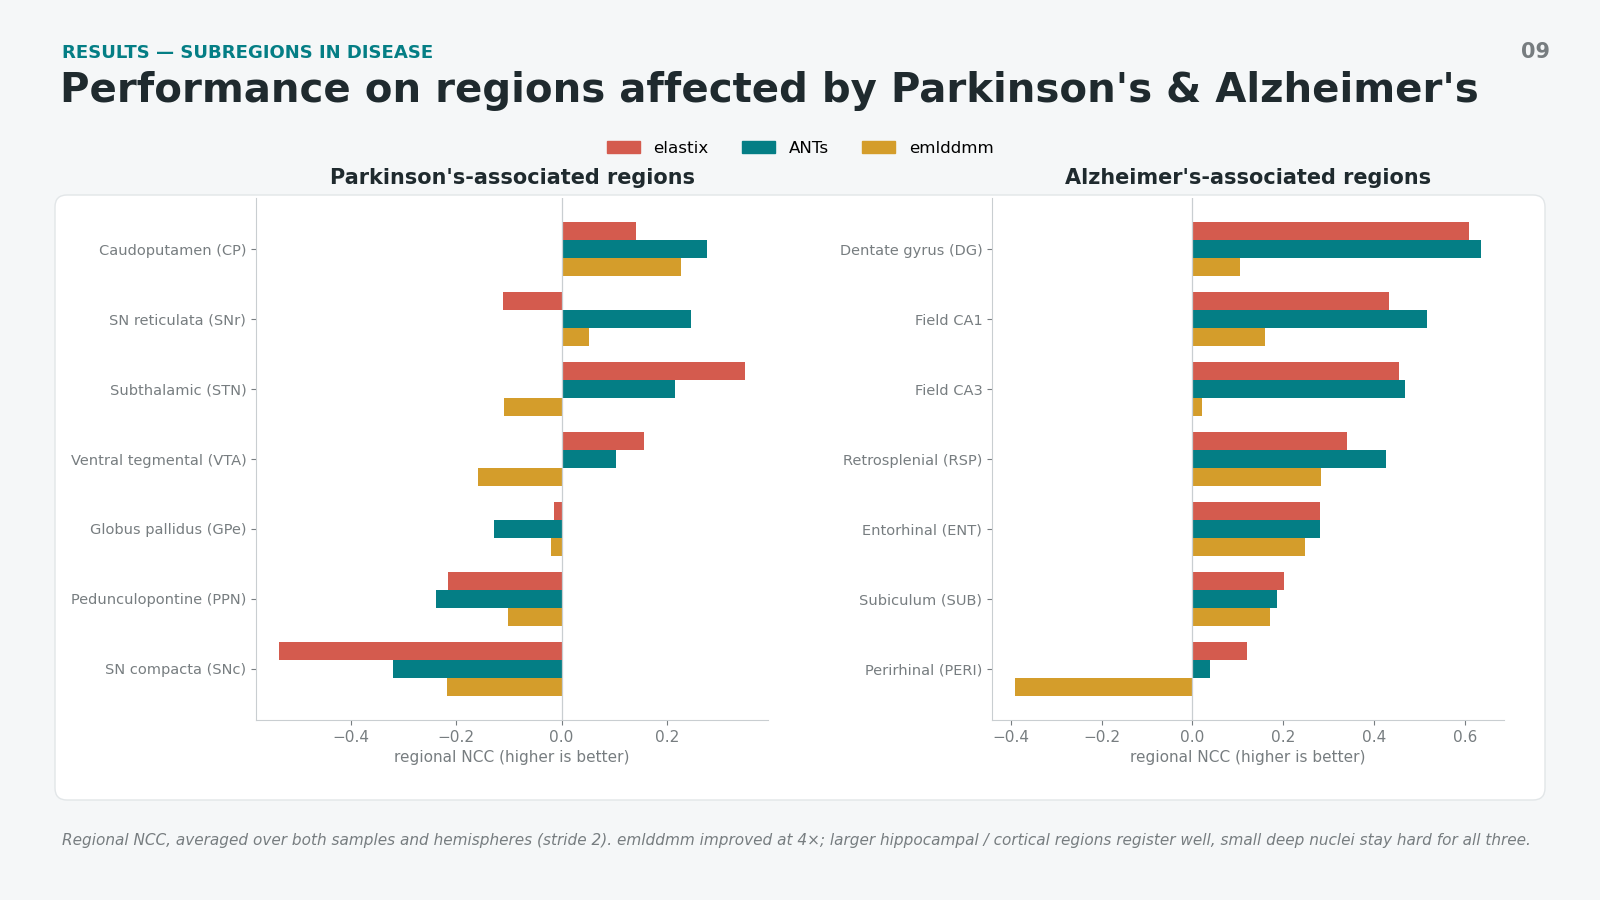 RESULTS — SUBREGIONS IN DISEASE
09
Performance on regions affected by Parkinson's & Alzheimer's
elastix ANTs emlddmm
Parkinson's-associated regions
Caudoputamen (CP)
SN reticulata (SNr)
Subthalamic (STN)
Ventral tegmental (VTA)
Globus pallidus (GPe)
Pedunculopontine (PPN)
SN compacta (SNc)
−0.4 −0.2 0.0 0.2
regional NCC (higher is better)
Alzheimer's-associated regions
Dentate gyrus (DG)
Field CA1
Field CA3
Retrosplenial (RSP)
Entorhinal (ENT)
Subiculum (SUB)
Perirhinal (PERI)
−0.4 −0.2 0.0 0.2 0.4 0.6
regional NCC (higher is better)
Regional NCC, averaged over both samples and hemispheres (stride 2). emlddmm improved at 4×; larger hippocampal / cortical regions register well, small deep nuclei stay hard for all three.